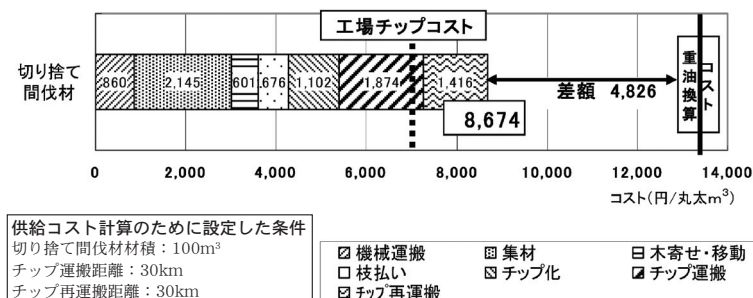 工場チップコスト
切り捨て
間伐材
860
2,145
601
676
1,102
1,874
1,416
差額 4,826
重油換算
コスト
8,674
0
2,000
4,000
6,000
8,000
10,000
12,000
14,000
コスト(円/丸太m³)
供給コスト計算のために設定した条件
切り捨て間伐材材積：100m³
チップ運搬距離：30km
チップ再運搬距離：30km
機械運搬 集材 木寄せ・移動
枝払い チップ化 チップ運搬
チップ再運搬